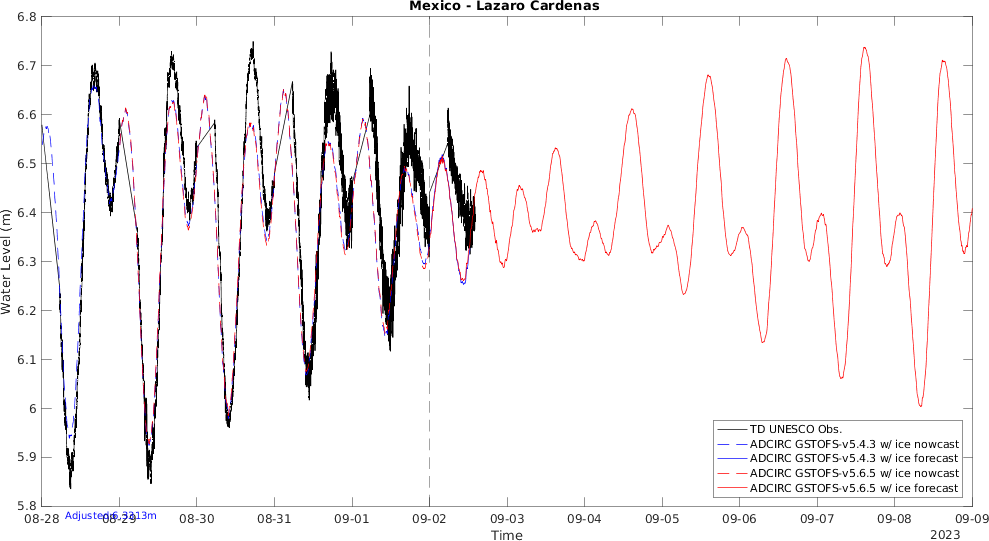 Mexico - Lazaro Cardenas
Water Level (m)
6.8
6.7
6.6
6.5
6.4
6.3
6.2
6.1
6
5.9
5.8
TD UNESCO Obs.
ADCIRC GSTOFS-v5.4.3 w/ ice nowcast
ADCIRC GSTOFS-v5.4.3 w/ ice forecast
ADCIRC GSTOFS-v5.6.5 w/ ice nowcast
ADCIRC GSTOFS-v5.6.5 w/ ice forecast
08-28 08-29 08-30 08-31 09-01 09-02 09-03 09-04 09-05 09-06 09-07 09-08 09-09
Adjusted 3213m
Time
2023